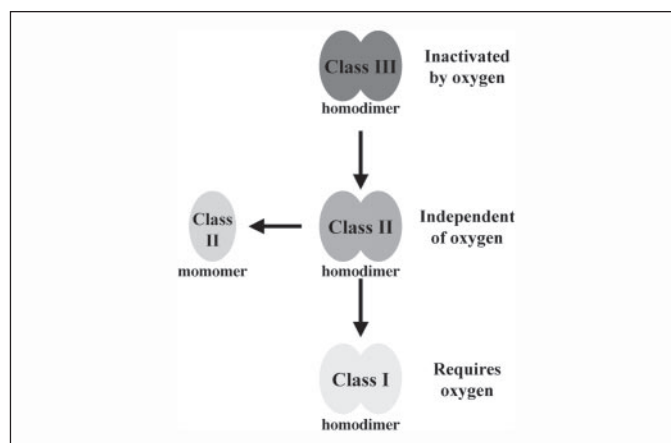 Class III
Inactivated
by oxygen
homodimer
Class
II
momomer
Class II
Independent
of oxygen
homodimer
Class I
Requires
oxygen
homodimer